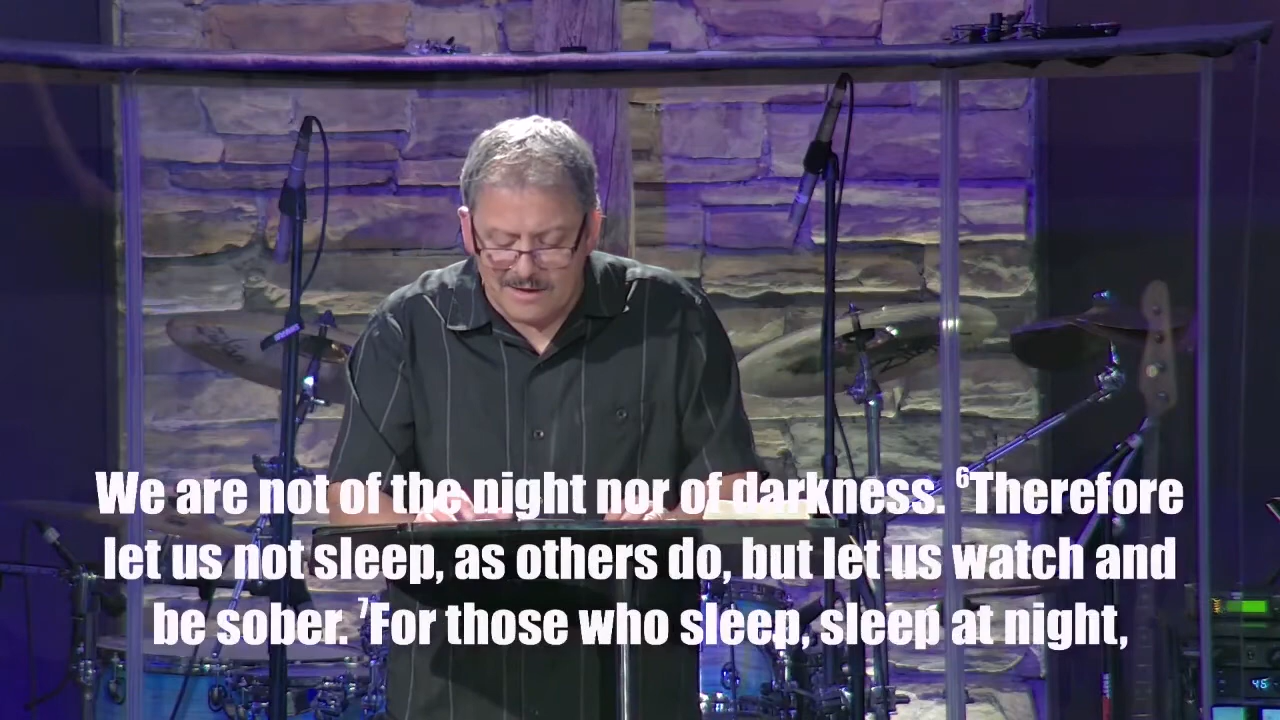 We are not of the night nor of darkness. ⁶Therefore
let us not sleep, as others do, but let us watch and
be sober. ⁷For those who sleep, sleep at night,